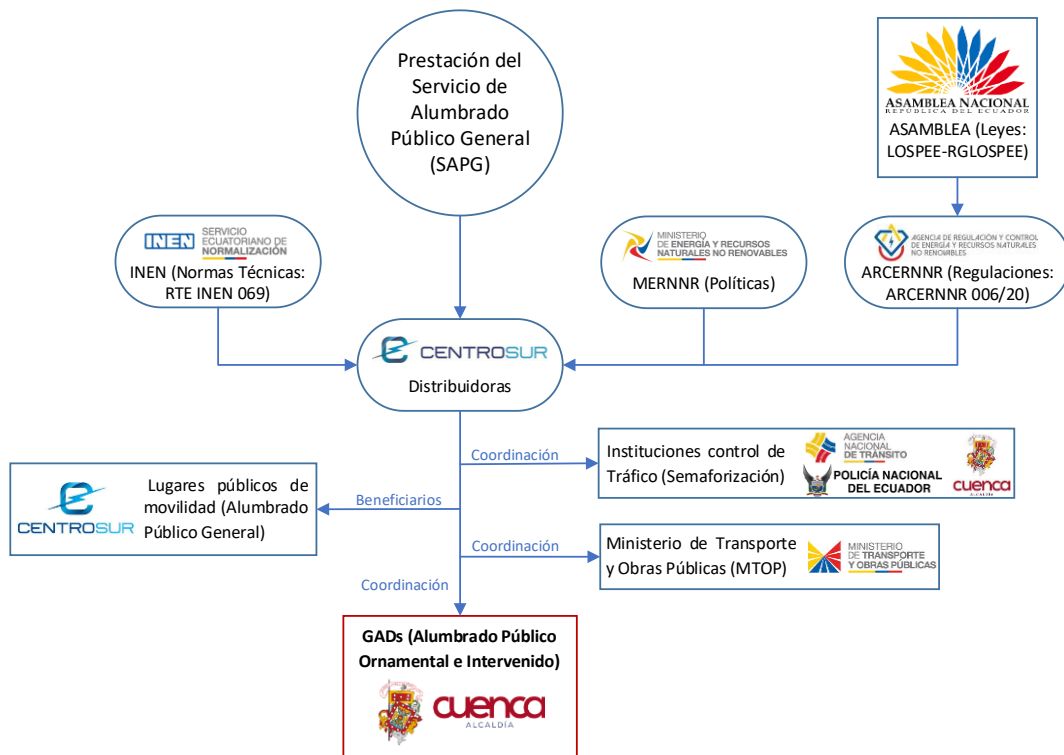 Prestación del
Servicio de
Alumbrado
Público General
(SAPG)
ASAMBLEA NACIONAL
REPÚBLICA DEL ECUADOR
ASAMBLEA (Leyes:
LOSPEE-RGLOSPEE)
INEN
SERVICIO
ECUATORIANO DE
NORMALIZACIÓN
INEN (Normas Técnicas:
RTE INEN 069)
MINISTERIO
DE ENERGÍA Y RECURSOS
NATURALES NO RENOVABLES
MERNNR (Políticas)
AGENCIA DE REGULACIÓN Y CONTROL
DE ENERGÍA Y RECURSOS NATURALES
NO RENOVABLES
ARCERNNR (Regulaciones:
ARCERNNR 006/20)
CENTROSUR
Distribuidoras
Coordinación
Instituciones control de
Tráfico (Semaforización)
AGENCIA
NACIONAL
DE TRÁNSITO
POLICÍA NACIONAL
DEL ECUADOR
cuenca
ALCALDÍA
Beneficiarios
CENTROSUR
Lugares públicos de
movilidad (Alumbrado
Público General)
Coordinación
Ministerio de Transporte
y Obras Públicas (MTOP)
MINISTERIO
DE TRANSPORTE
Y OBRAS PÚBLICAS
Coordinación
GADs (Alumbrado Público
Ornamental e Intervenido)
cuenca
ALCALDÍA